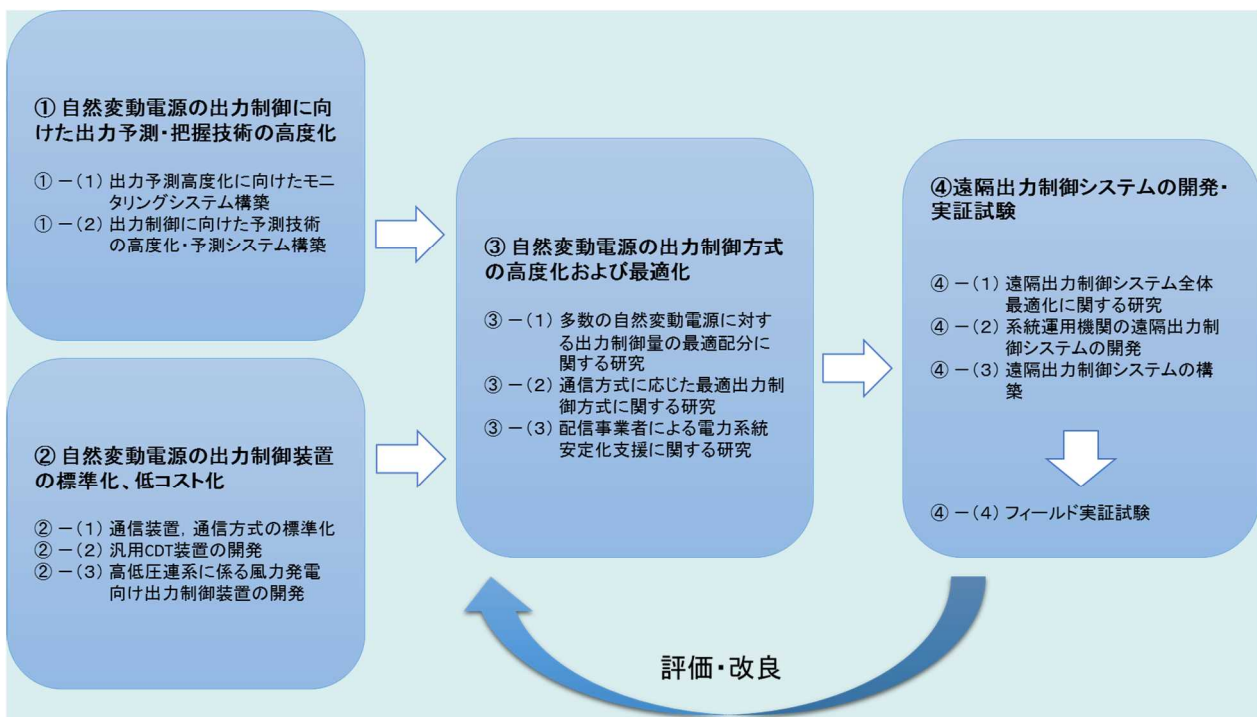 ① 自然変動電源の出力制御に向
けた出力予測・把握技術の高度化
①－(1) 出力予測高度化に向けたモニ
タリングシステム構築
①－(2) 出力制御に向けた予測技術
の高度化・予測システム構築
② 自然変動電源の出力制御装置
の標準化、低コスト化
②－(1) 通信装置，通信方式の標準化
②－(2) 汎用CDT装置の開発
②－(3) 高低圧連系に係る風力発電
向け出力制御装置の開発
③ 自然変動電源の出力制御方式
の高度化および最適化
③－(1) 多数の自然変動電源に対す
る出力制御量の最適配分に
関する研究
③－(2) 通信方式に応じた最適出力制
御方式に関する研究
③－(3) 配信事業者による電力系統
安定化支援に関する研究
④遠隔出力制御システムの開発・
実証試験
④－(1) 遠隔出力制御システム全体
最適化に関する研究
④－(2) 系統運用機関の遠隔出力制
御システムの開発
④－(3) 遠隔出力制御システムの構
築
④－(4) フィールド実証試験
評価・改良